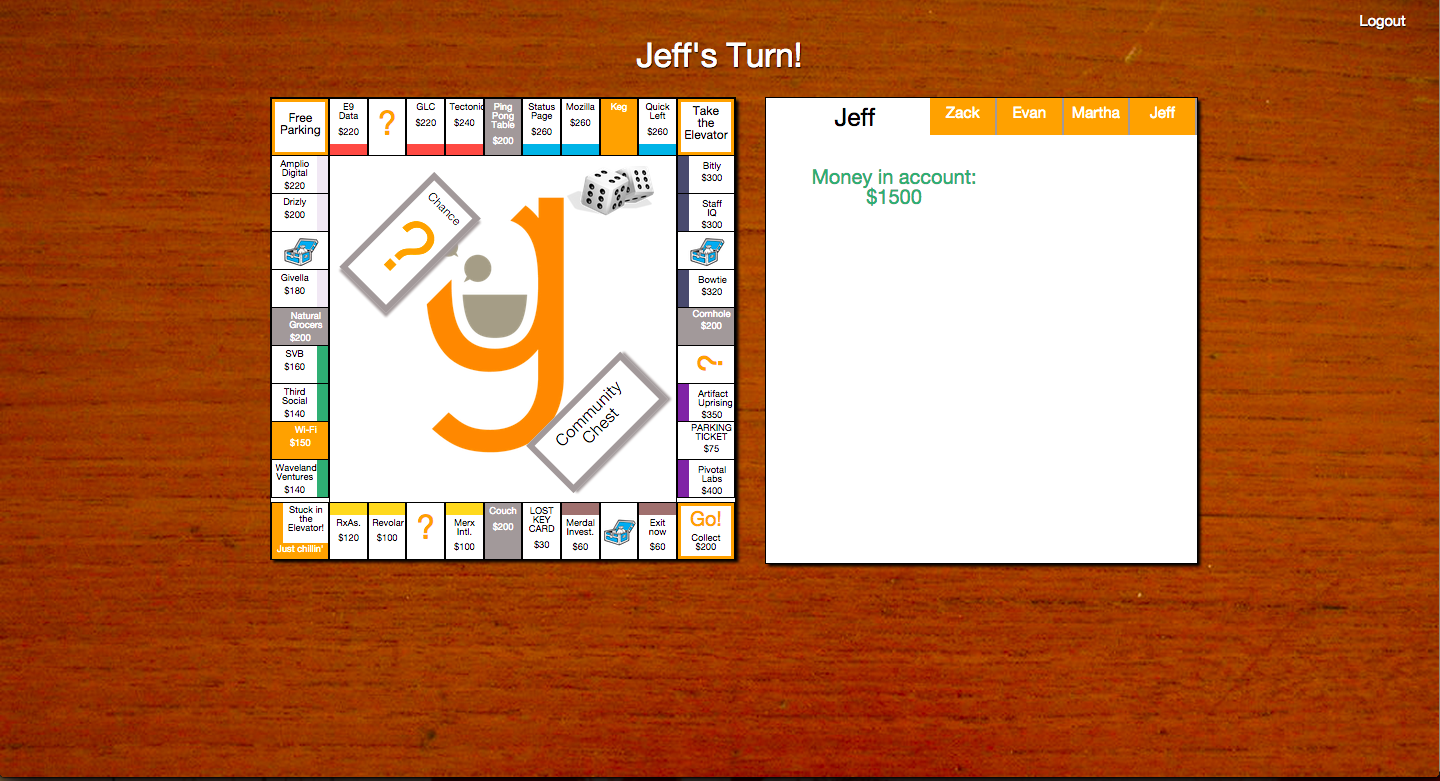 Logout
Jeff's Turn!
Free
Parking
E9
Data
$220
?
GLC
$220
Tectonic
$240
Ping
Pong
Table
$200
Status
Page
$260
Mozilla
$260
Keg
Quick
Left
$260
Take
the
Elevator
Amplio
Digital
$220
Drizly
$200
Givella
$180
Natural
Grocers
$200
SVB
$160
Third
Social
$140
Wi-Fi
$150
Waveland
Ventures
$140
Chance
?
y
Community
Chest
Bitly
$300
Staff
IQ
$300
Bowtie
$320
Cornhole
$200
?
Artifact
Uprising
$350
PARKING
TICKET
$75
Pivotal
Labs
$400
Stuck in
the
Elevator!
Just chillin'
RxAs.
$120
Revolar
$100
?
Merx
Intl.
$100
Couch
$200
LOST
KEY
CARD
$30
Merdal
Invest.
$60
Exit
now
$60
Go!
Collect
$200
Jeff
Zack
Evan
Martha
Jeff
Money in account:
$1500